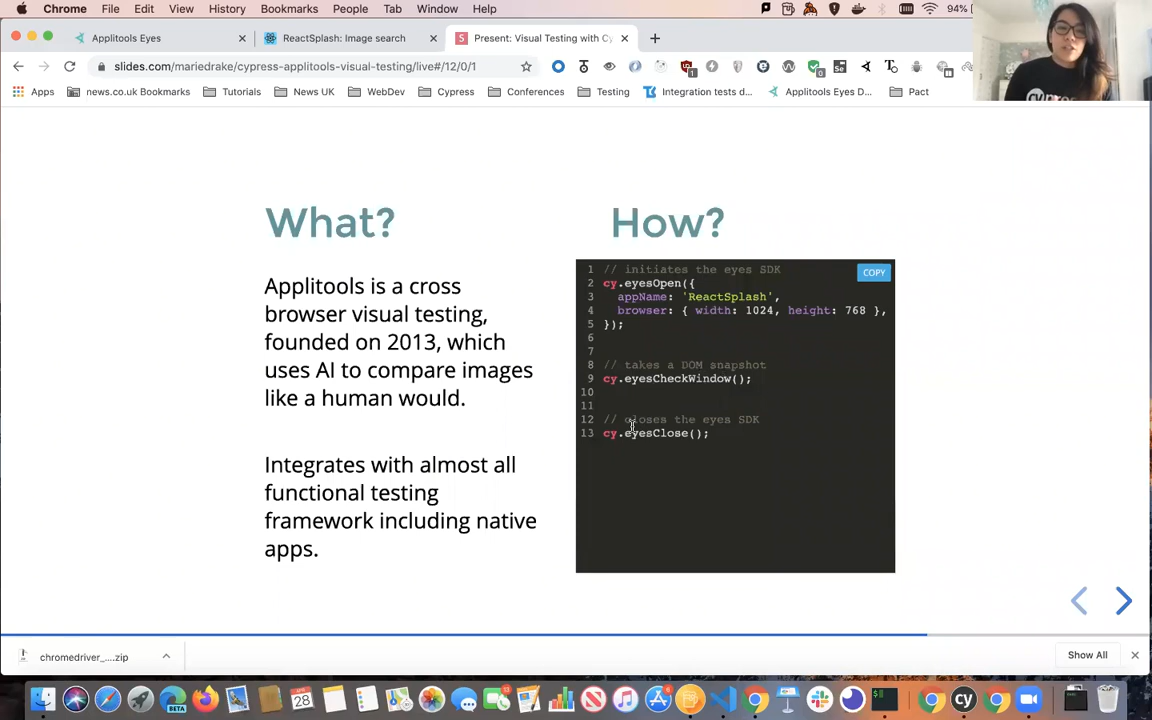 Chrome File Edit View History Bookmarks People Tab Window Help 94%
Applitools Eyes
ReactSplash: Image search
Present: Visual Testing with Cy
slides.com/mariedrake/cypress-applitools-visual-testing/live#/12/0/1
Apps news.co.uk Bookmarks Tutorials News UK WebDev Cypress Conferences Testing Integration tests d... Applitools Eyes D... Pact
What?
Applitools is a cross
browser visual testing,
founded on 2013, which
uses AI to compare images
like a human would.
Integrates with almost all
functional testing
framework including native
apps.
How?
COPY
1 // initiates the eyes SDK
2 cy.eyesOpen({
3 appName: 'ReactSplash',
4 browser: { width: 1024, height: 768 },
5 });
6
7
8 // takes a DOM snapshot
9 cy.eyesCheckWindow();
10
11
12 // closes the eyes SDK
13 cy.eyesClose();
chromedriver_....zip
Show All
BETA
28
cy